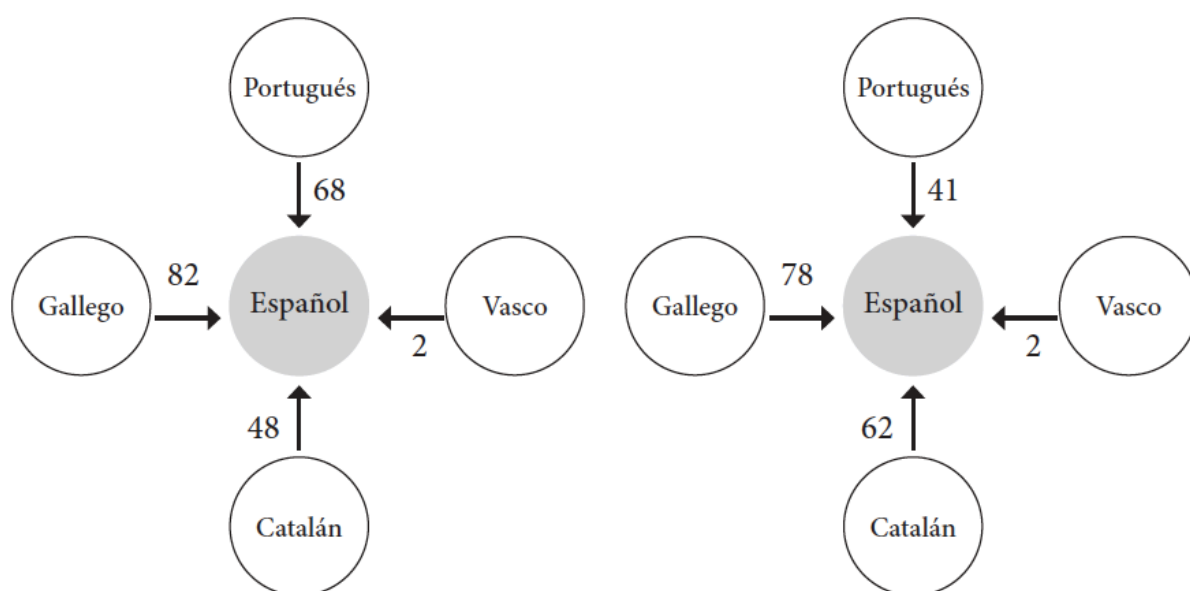 Portugués
68
82
Gallego
Español
Vasco
2
48
Catalán
Portugués
41
78
Gallego
Español
Vasco
2
62
Catalán